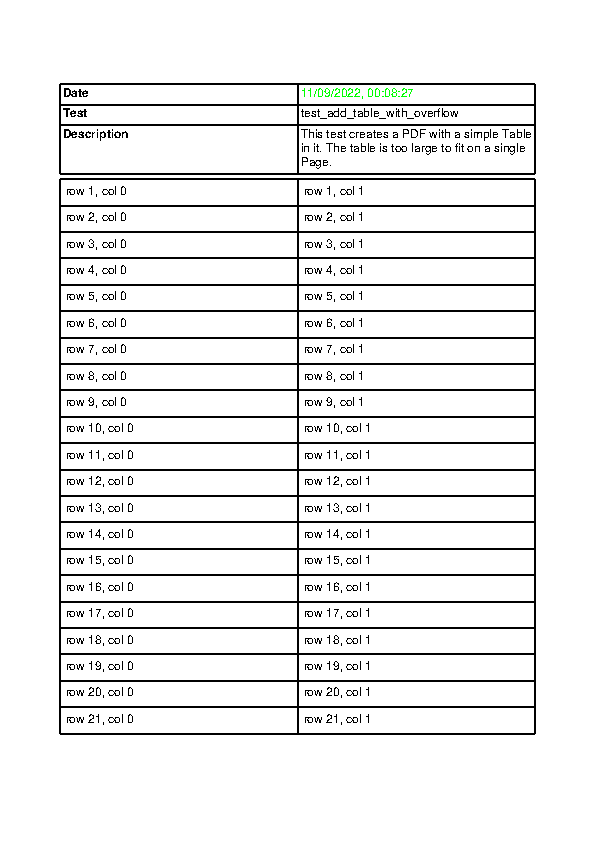 Date 11/09/2022, 00:08:27
Test test_add_table_with_overflow
Description This test creates a PDF with a simple Table
in it. The table is too large to fit on a single
Page.
row 1, col 0 row 1, col 1
row 2, col 0 row 2, col 1
row 3, col 0 row 3, col 1
row 4, col 0 row 4, col 1
row 5, col 0 row 5, col 1
row 6, col 0 row 6, col 1
row 7, col 0 row 7, col 1
row 8, col 0 row 8, col 1
row 9, col 0 row 9, col 1
row 10, col 0 row 10, col 1
row 11, col 0 row 11, col 1
row 12, col 0 row 12, col 1
row 13, col 0 row 13, col 1
row 14, col 0 row 14, col 1
row 15, col 0 row 15, col 1
row 16, col 0 row 16, col 1
row 17, col 0 row 17, col 1
row 18, col 0 row 18, col 1
row 19, col 0 row 19, col 1
row 20, col 0 row 20, col 1
row 21, col 0 row 21, col 1